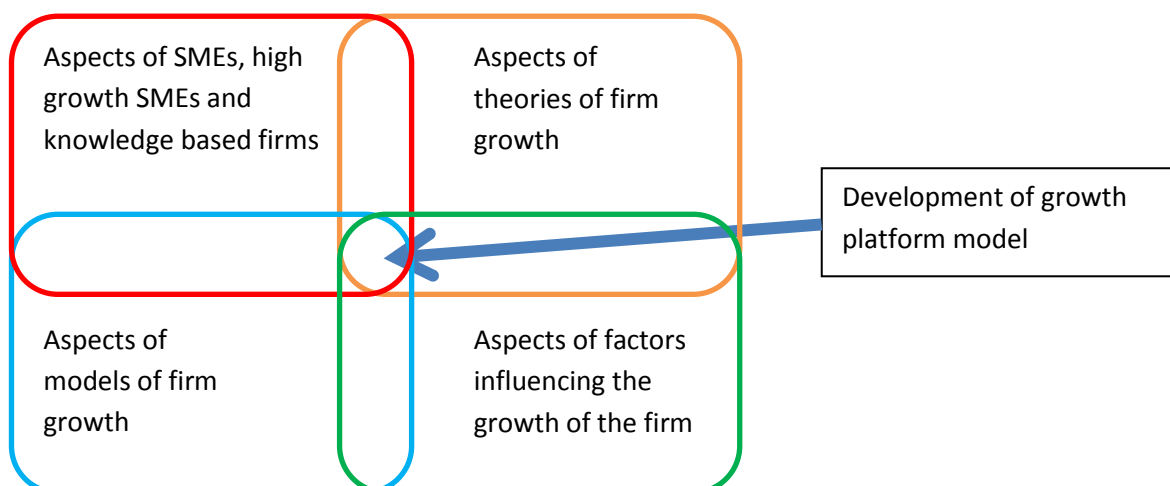 Aspects of SMEs, high
growth SMEs and
knowledge based firms
Aspects of
theories of firm
growth
Development of growth
platform model
Aspects of
models of firm
growth
Aspects of factors
influencing the
growth of the firm